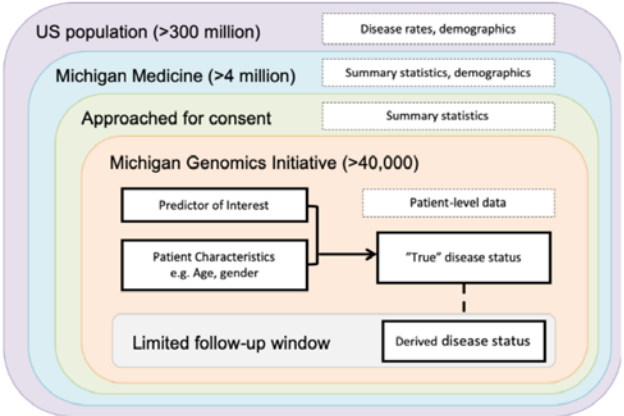 US population (>300 million)
Disease rates, demographics
Michigan Medicine (>4 million)
Summary statistics, demographics
Approached for consent
Summary statistics
Michigan Genomics Initiative (>40,000)
Predictor of Interest
Patient-level data
Patient Characteristics
e.g. Age, gender
"True" disease status
Limited follow-up window
Derived disease status